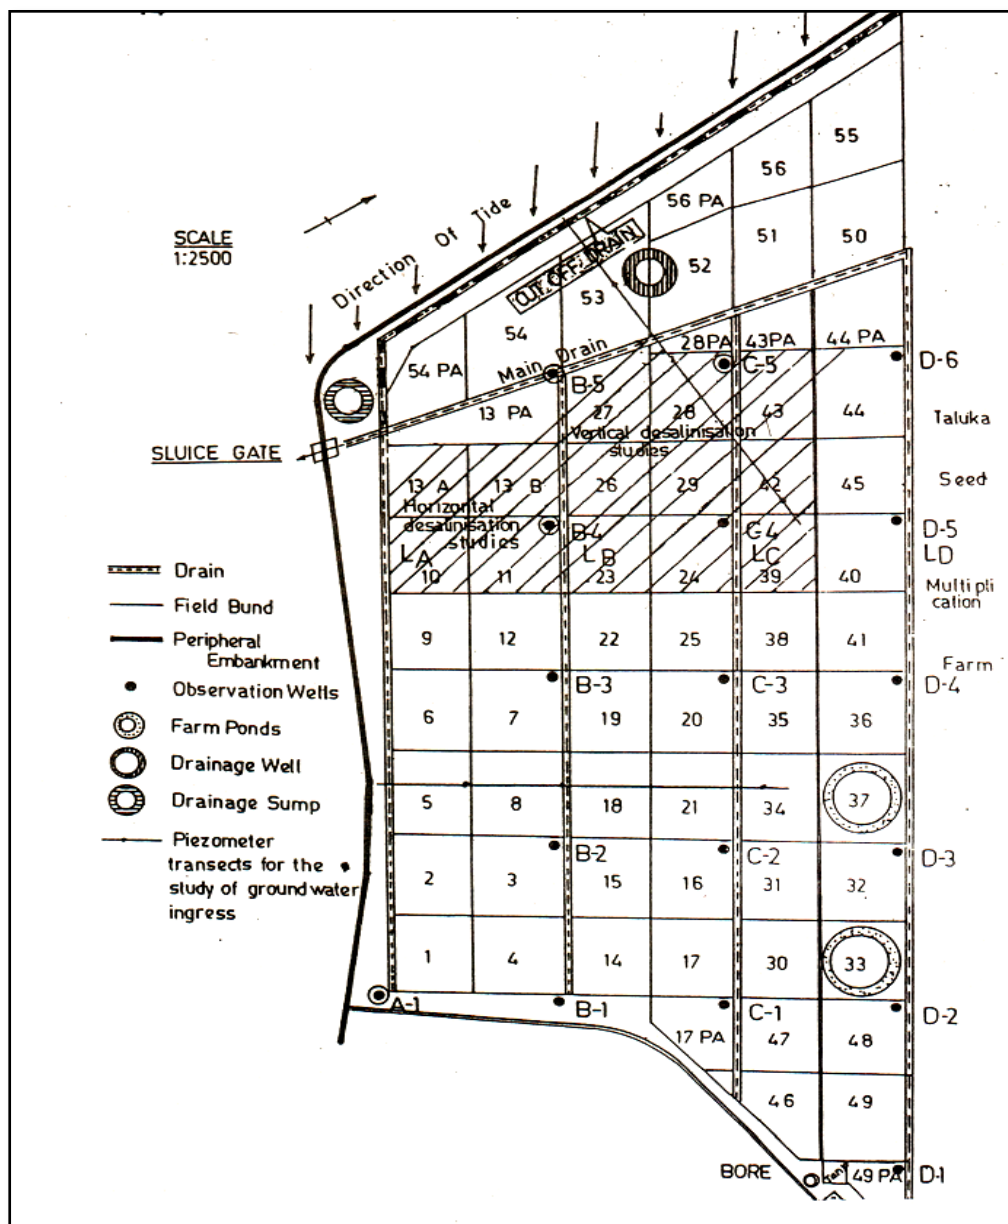 55
56
56 PA
SCALE
1:2500
Direction Of Tide
CUT OFF DRAIN
51
50
52
53
54
54 PA
Main Drain
28PA
43PA
44 PA
D-6
C-5
B-5
13 PA
27
28
43
44
Taluka
SLUICE GATE
Vertical desalinisation
studies
13 A
13 B
26
29
42
45
Seed
Horizontal
desalinisation
studies
B-4
C-4
D-5
LA
LB
LC
LD
10
11
23
24
39
40
Multipli
cation
Drain
Field Bund
Peripheral
Embankment
Observation Wells
Farm Ponds
Drainage Well
Drainage Sump
Piezometer
transects for the
study of ground water
ingress
9
12
22
25
38
41
Farm
B-3
C-3
D-4
6
7
19
20
35
36
5
8
18
21
34
37
B-2
C-2
D-3
2
3
15
16
31
32
1
4
14
17
30
33
A-1
B-1
C-1
D-2
17 PA
47
48
46
49
BORE
Tank
49 PA
D-1